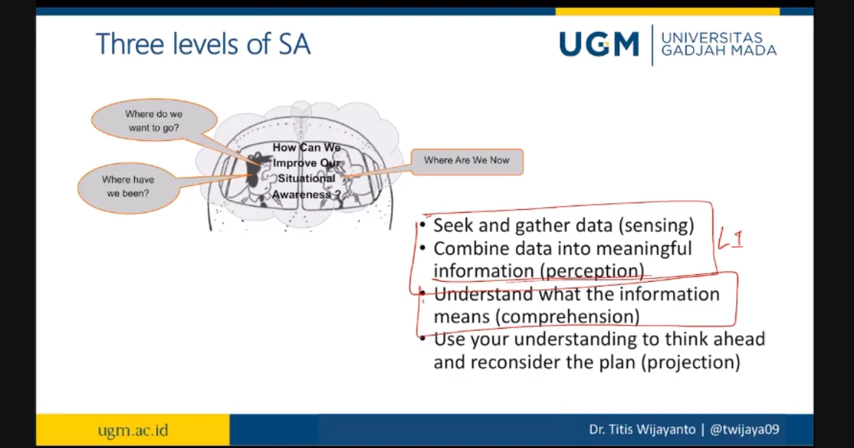 Three levels of SA
UGM
UNIVERSITAS
GADJAH MADA
Where do we
want to go?
Where have
we been?
How Can We
Improve Our
Situational
Awareness ?
Where Are We Now
• Seek and gather data (sensing)
• Combine data into meaningful
information (perception)
• Understand what the information
means (comprehension)
• Use your understanding to think ahead
and reconsider the plan (projection)
L1
ugm.ac.id
Dr. Titis Wijayanto | @twijaya09